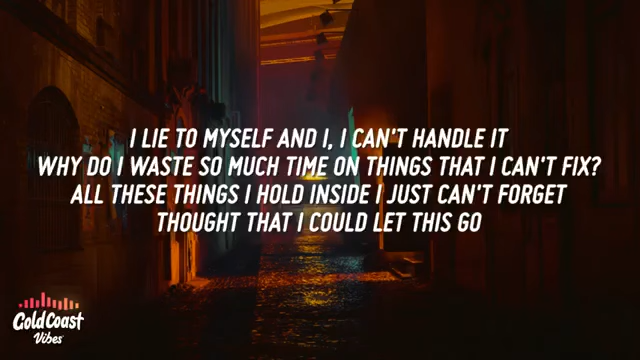 I LIE TO MYSELF AND I, I CAN'T HANDLE IT
WHY DO I WASTE SO MUCH TIME ON THINGS THAT I CAN'T FIX?
ALL THESE THINGS I HOLD INSIDE I JUST CAN'T FORGET
THOUGHT THAT I COULD LET THIS GO
Cold Coast
Vibes